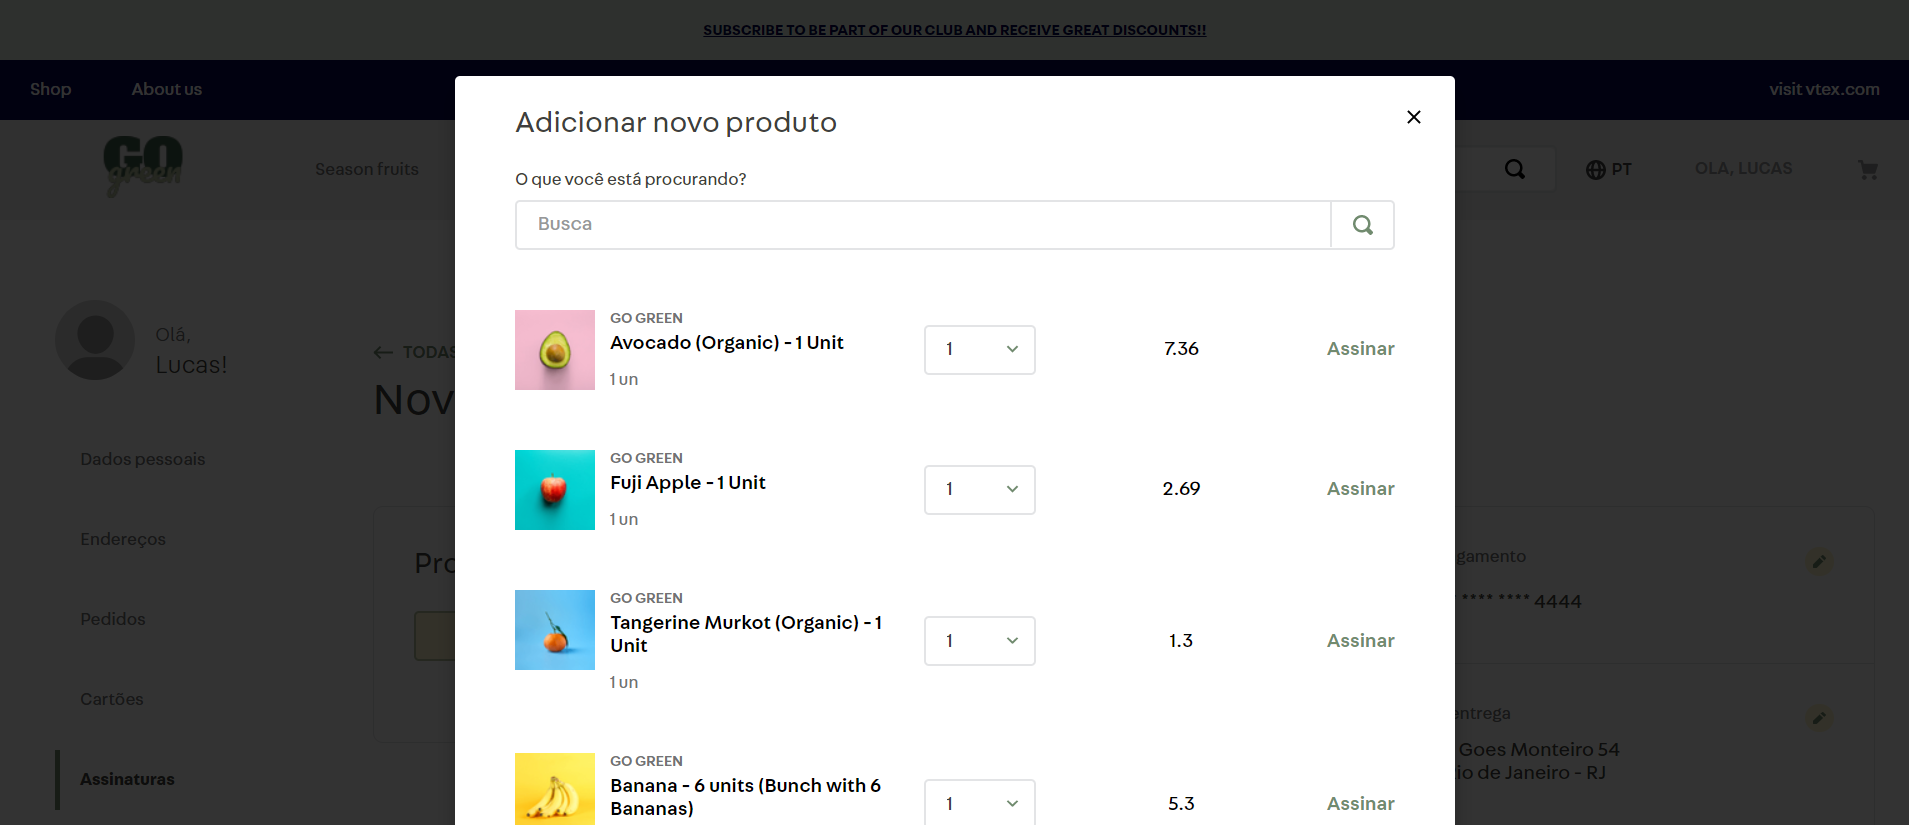 SUBSCRIBE TO BE PART OF OUR CLUB AND RECEIVE GREAT DISCOUNTS!!
Shop
About us
visit vtex.com
GO
green
Season fruits
PT
OLA, LUCAS
Olá,
Lucas!
Dados pessoais
Endereços
Pedidos
Cartões
Assinaturas
← TODAS
Nov
Pro
Adicionar novo produto
O que você está procurando?
Busca
GO GREEN
Avocado (Organic) - 1 Unit
1 un
1
7.36
Assinar
GO GREEN
Fuji Apple - 1 Unit
1 un
1
2.69
Assinar
GO GREEN
Tangerine Murkot (Organic) - 1
Unit
1 un
1
1.3
Assinar
GO GREEN
Banana - 6 units (Bunch with 6
Bananas)
1
5.3
Assinar
gamento
**** **** 4444
entrega
Goes Monteiro 54
io de Janeiro - RJ